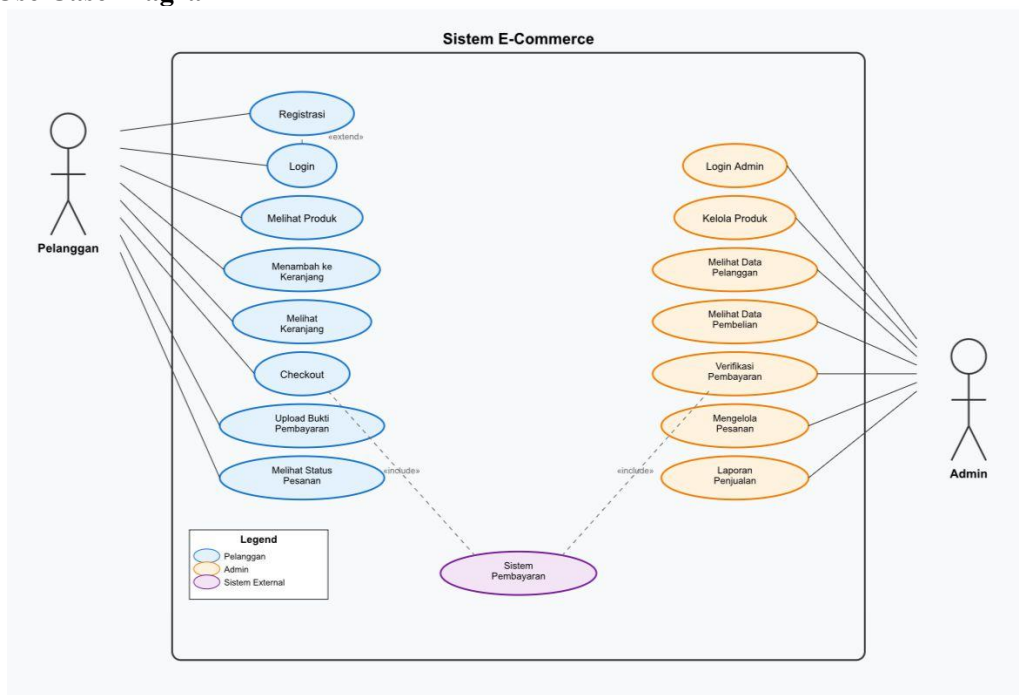 Sistem E-Commerce
Registrasi
«extend»
Login
Melihat Produk
Menambah ke
Keranjang
Melihat
Keranjang
Checkout
Upload Bukti
Pembayaran
Melihat Status
Pesanan
«include»
Pelanggan
Login Admin
Kelola Produk
Melihat Data
Pelanggan
Melihat Data
Pembelian
Verifikasi
Pembayaran
Mengelola
Pesanan
«include»
Laporan
Penjualan
Admin
Sistem
Pembayaran
Legend
Pelanggan
Admin
Sistem External